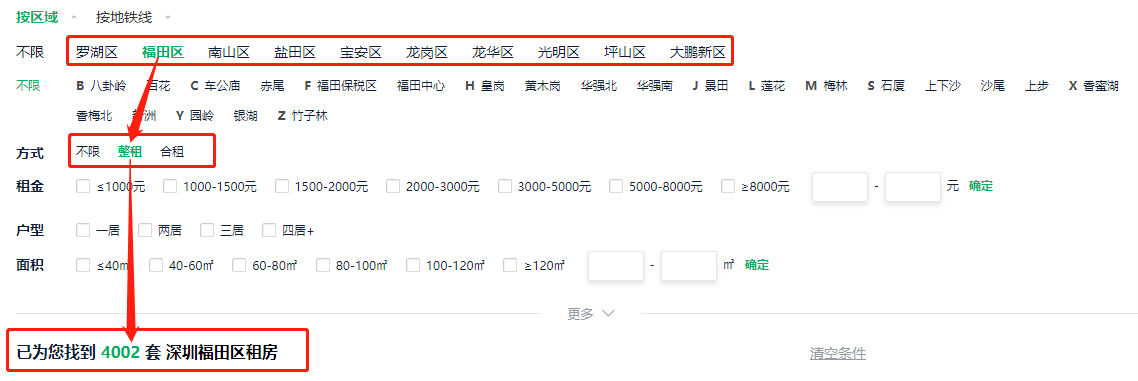 按区域 按地铁线
不限 罗湖区 福田区 南山区 盐田区 宝安区 龙岗区 龙华区 光明区 坪山区 大鹏新区
不限 B 八卦岭 百花 C 车公庙 赤尾 F 福田保税区 福田中心 H 皇岗 黄木岗 华强北 华强南 J 景田 L 莲花 M 梅林 S 石厦 上下沙 沙尾 上步 X 香蜜湖
香梅北 新洲 Y 园岭 银湖 Z 竹子林
方式 不限 整租 合租
租金 ≤1000元 1000-1500元 1500-2000元 2000-3000元 3000-5000元 5000-8000元 ≥8000元 - 元 确定
户型 一居 两居 三居 四居+
面积 ≤40㎡ 40-60㎡ 60-80㎡ 80-100㎡ 100-120㎡ ≥120㎡ - ㎡ 确定
更多
已为您找到 4002 套 深圳福田区租房 清空条件